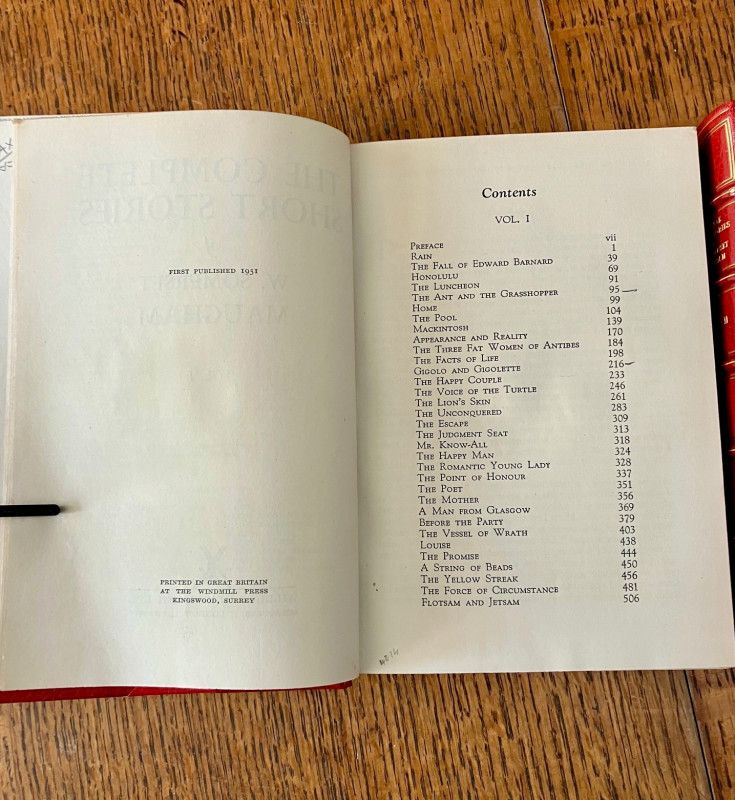 FIRST PUBLISHED 1951
PRINTED IN GREAT BRITAIN
AT THE WINDMILL PRESS
KINGSWOOD, SURREY
Contents
VOL. I
PREFACE vii
RAIN 1
THE FALL OF EDWARD BARNARD 39
HONOLULU 69
THE LUNCHEON 91
THE ANT AND THE GRASSHOPPER 95
HOME 99
THE POOL 104
MACKINTOSH 139
APPEARANCE AND REALITY 170
THE THREE FAT WOMEN OF ANTIBES 184
THE FACTS OF LIFE 198
GIGOLO AND GIGOLETTE 216
THE HAPPY COUPLE 233
THE VOICE OF THE TURTLE 246
THE LION'S SKIN 261
THE UNCONQUERED 283
THE ESCAPE 309
THE JUDGMENT SEAT 313
MR. KNOW-ALL 318
THE HAPPY MAN 324
THE ROMANTIC YOUNG LADY 328
THE POINT OF HONOUR 337
THE POET 351
THE MOTHER 356
A MAN FROM GLASGOW 369
BEFORE THE PARTY 379
THE VESSEL OF WRATH 403
LOUISE 438
THE PROMISE 444
A STRING OF BEADS 450
THE YELLOW STREAK 456
THE FORCE OF CIRCUMSTANCE 481
FLOTSAM AND JETSAM 506